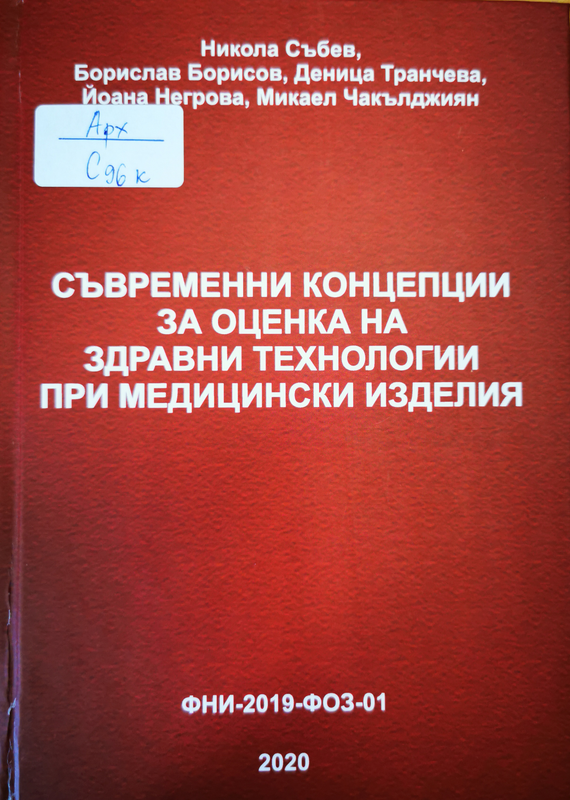 Никола Събев,
Борислав Борисов, Деница Транчева,
Йоана Негрова, Микаел Чакълджиян
Арх
С96к
СЪВРЕМЕННИ КОНЦЕПЦИИ
ЗА ОЦЕНКА НА
ЗДРАВНИ ТЕХНОЛОГИИ
ПРИ МЕДИЦИНСКИ ИЗДЕЛИЯ
ФНИ-2019-ФОЗ-01
2020